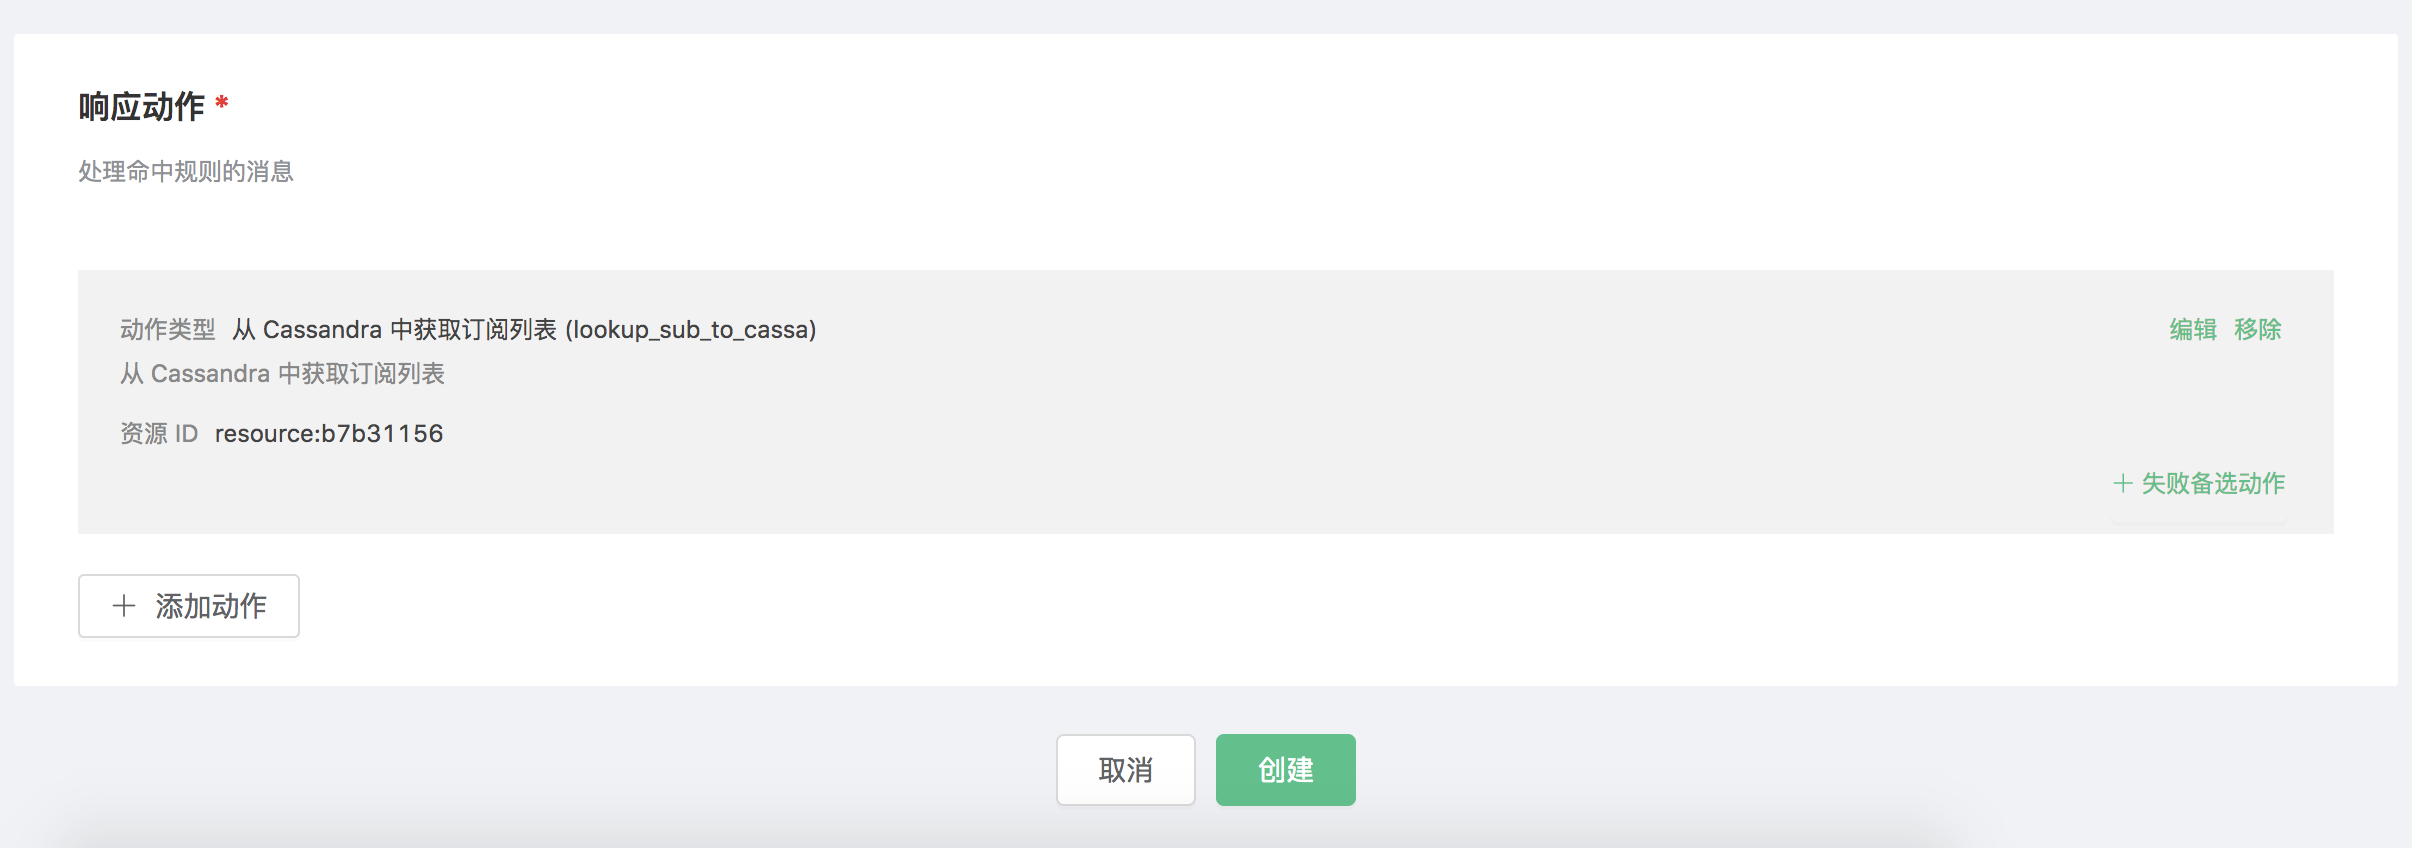 响应动作 *
处理命中规则的消息
动作类型 从 Cassandra 中获取订阅列表 (lookup_sub_to_cassa)
编辑 移除
从 Cassandra 中获取订阅列表
资源 ID resource:b7b31156
+ 失败备选动作
+ 添加动作
取消 创建